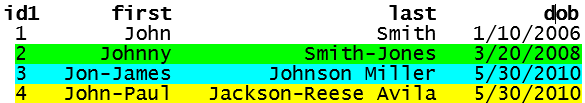 id1 first last dob
1 John Smith 1/10/2006
2 Johnny Smith-Jones 3/20/2008
3 Jon-James Johnson Miller 5/30/2010
4 John-Paul Jackson-Reese Avila 5/30/2010